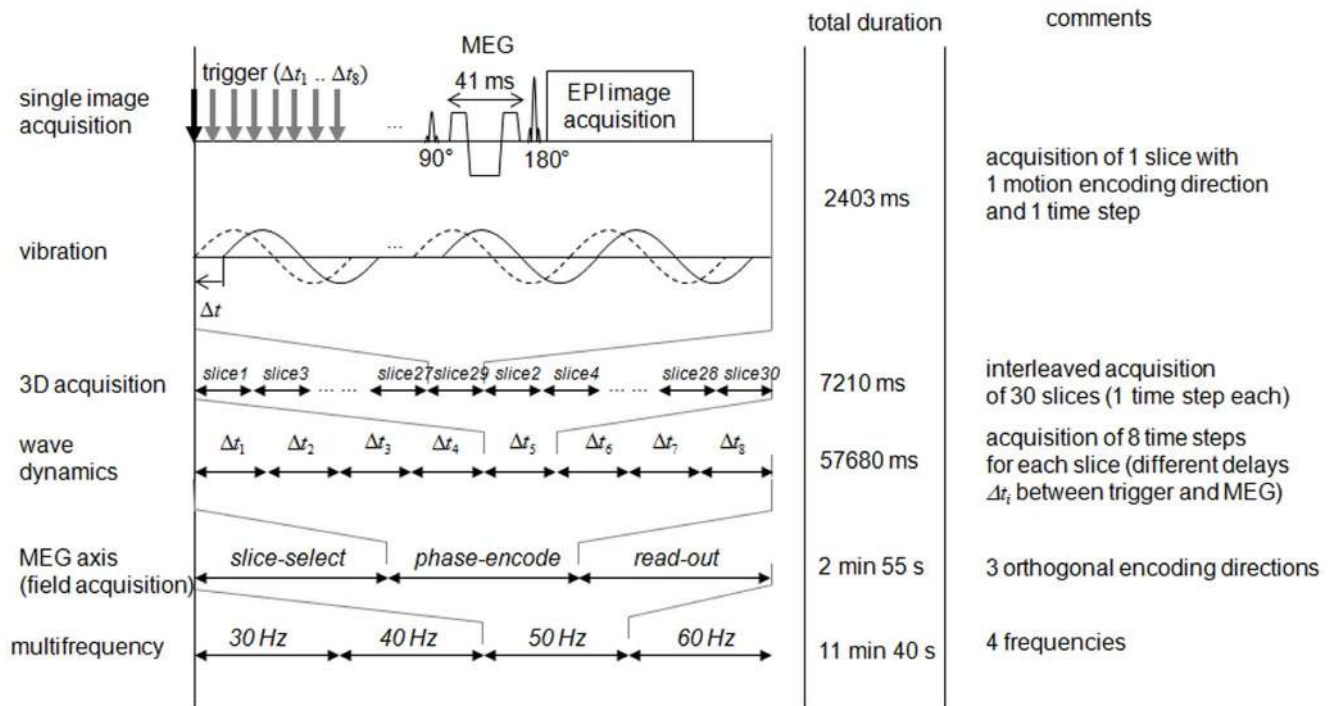 total duration
comments
MEG
trigger (Δt1 .. Δt8)
41 ms
single image
acquisition
...
EPI image
acquisition
90°
180°
2403 ms
acquisition of 1 slice with
1 motion encoding direction
and 1 time step
vibration
...
Δt
3D acquisition
slice1 slice3 ... ... slice27 slice29 slice2 slice4 ... ... slice28 slice30
7210 ms
interleaved acquisition
of 30 slices (1 time step each)
wave
dynamics
Δt1 Δt2 Δt3 Δt4 Δt5 Δt6 Δt7 Δt8
57680 ms
acquisition of 8 time steps
for each slice (different delays
Δti between trigger and MEG)
MEG axis
(field acquisition)
slice-select phase-encode read-out
2 min 55 s
3 orthogonal encoding directions
multifrequency
30 Hz 40 Hz 50 Hz 60 Hz
11 min 40 s
4 frequencies